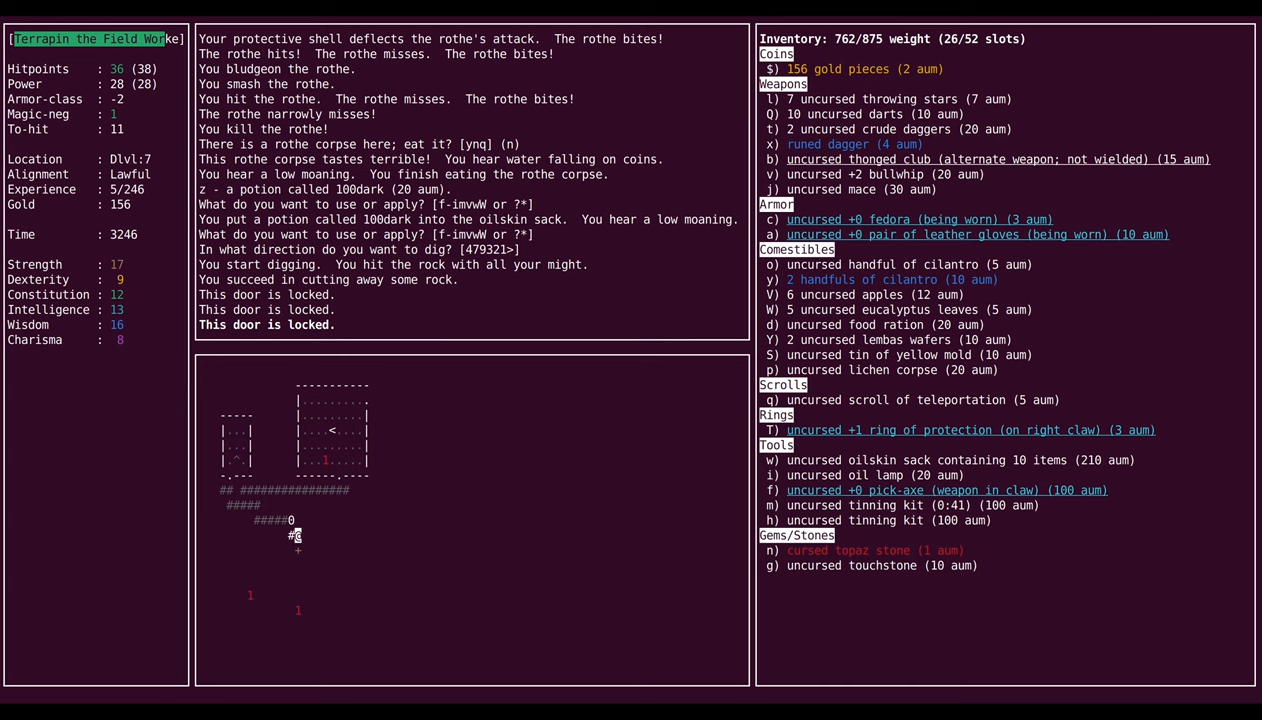 [Terrapin the Field Worke]
Hitpoints : 36 (38)
Power : 28 (28)
Armor-class : -2
Magic-neg : 1
To-hit : 11
Location : Dlvl:7
Alignment : Lawful
Experience : 5/246
Gold : 156
Time : 3246
Strength : 17
Dexterity : 9
Constitution : 12
Intelligence : 13
Wisdom : 16
Charisma : 8
Your protective shell deflects the rothe's attack.  The rothe bites!
The rothe hits!  The rothe misses.  The rothe bites!
You bludgeon the rothe.
You smash the rothe.
You hit the rothe.  The rothe misses.  The rothe bites!
The rothe narrowly misses!
You kill the rothe!
There is a rothe corpse here; eat it? [ynq] (n)
This rothe corpse tastes terrible!  You hear water falling on coins.
You hear a low moaning.  You finish eating the rothe corpse.
z - a potion called 100dark (20 aum).
What do you want to use or apply? [f-imvwW or ?*]
You put a potion called 100dark into the oilskin sack.  You hear a low moaning.
What do you want to use or apply? [f-imvwW or ?*]
In what direction do you want to dig? [479321>]
You start digging.  You hit the rock with all your might.
You succeed in cutting away some rock.
This door is locked.
This door is locked.
This door is locked.
-----------
|..........
----- |.........|
|...| |....<....|
|...| |.........|
|.^.| |...1.....|
-.--- ------.----
## ################
#####
#####0
#@
+
1
1
Inventory: 762/875 weight (26/52 slots)
Coins
$) 156 gold pieces (2 aum)
Weapons
l) 7 uncursed throwing stars (7 aum)
Q) 10 uncursed darts (10 aum)
t) 2 uncursed crude daggers (20 aum)
x) runed dagger (4 aum)
b) uncursed thonged club (alternate weapon; not wielded) (15 aum)
v) uncursed +2 bullwhip (20 aum)
j) uncursed mace (30 aum)
Armor
c) uncursed +0 fedora (being worn) (3 aum)
a) uncursed +0 pair of leather gloves (being worn) (10 aum)
Comestibles
o) uncursed handful of cilantro (5 aum)
y) 2 handfuls of cilantro (10 aum)
V) 6 uncursed apples (12 aum)
W) 5 uncursed eucalyptus leaves (5 aum)
d) uncursed food ration (20 aum)
Y) 2 uncursed lembas wafers (10 aum)
S) uncursed tin of yellow mold (10 aum)
p) uncursed lichen corpse (20 aum)
Scrolls
q) uncursed scroll of teleportation (5 aum)
Rings
T) uncursed +1 ring of protection (on right claw) (3 aum)
Tools
w) uncursed oilskin sack containing 10 items (210 aum)
i) uncursed oil lamp (20 aum)
f) uncursed +0 pick-axe (weapon in claw) (100 aum)
m) uncursed tinning kit (0:41) (100 aum)
h) uncursed tinning kit (100 aum)
Gems/Stones
n) cursed topaz stone (1 aum)
g) uncursed touchstone (10 aum)